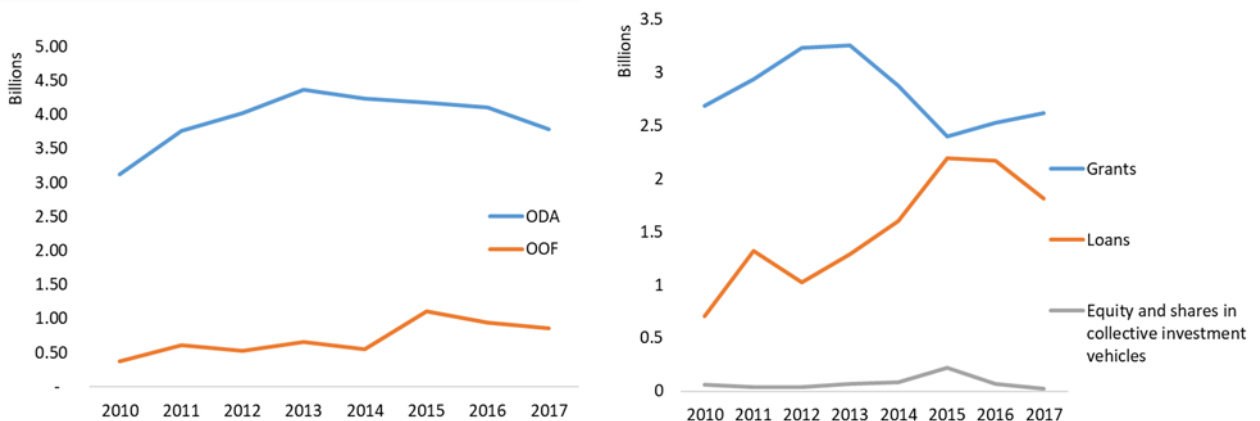 Billions
5.00
4.50
4.00
3.50
3.00
2.50
2.00
1.50
1.00
0.50
-
ODA
OOF
2010 2011 2012 2013 2014 2015 2016 2017
Billions
3.5
3
2.5
2
1.5
1
0.5
0
Grants
Loans
Equity and shares in
collective investment
vehicles
2010 2011 2012 2013 2014 2015 2016 2017